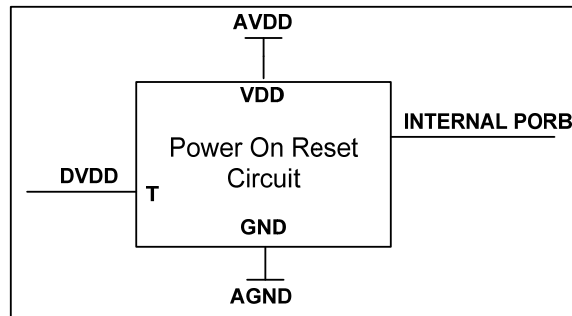 AVDD
VDD
INTERNAL PORB
Power On Reset
Circuit
DVDD
T
GND
AGND